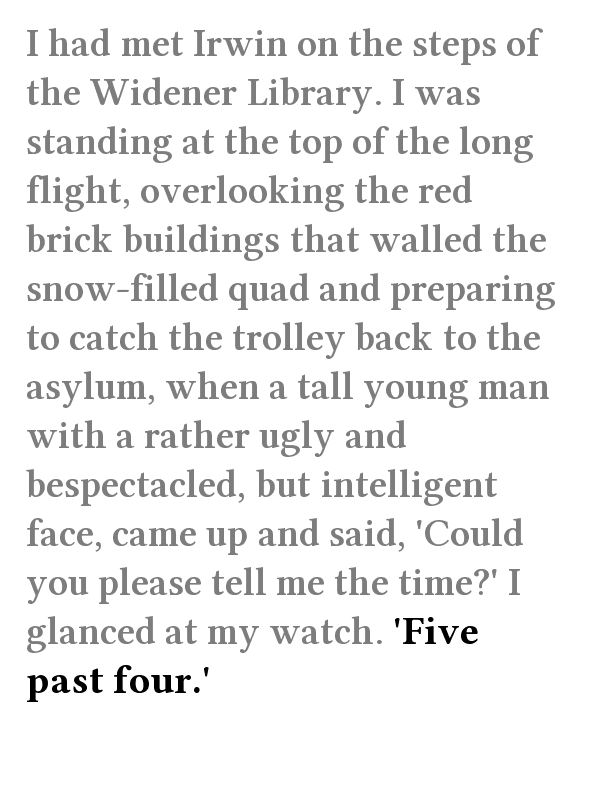 I had met Irwin on the steps of
the Widener Library. I was
standing at the top of the long
flight, overlooking the red
brick buildings that walled the
snow-filled quad and preparing
to catch the trolley back to the
asylum, when a tall young man
with a rather ugly and
bespectacled, but intelligent
face, came up and said, 'Could
you please tell me the time?' I
glanced at my watch. 'Five
past four.'